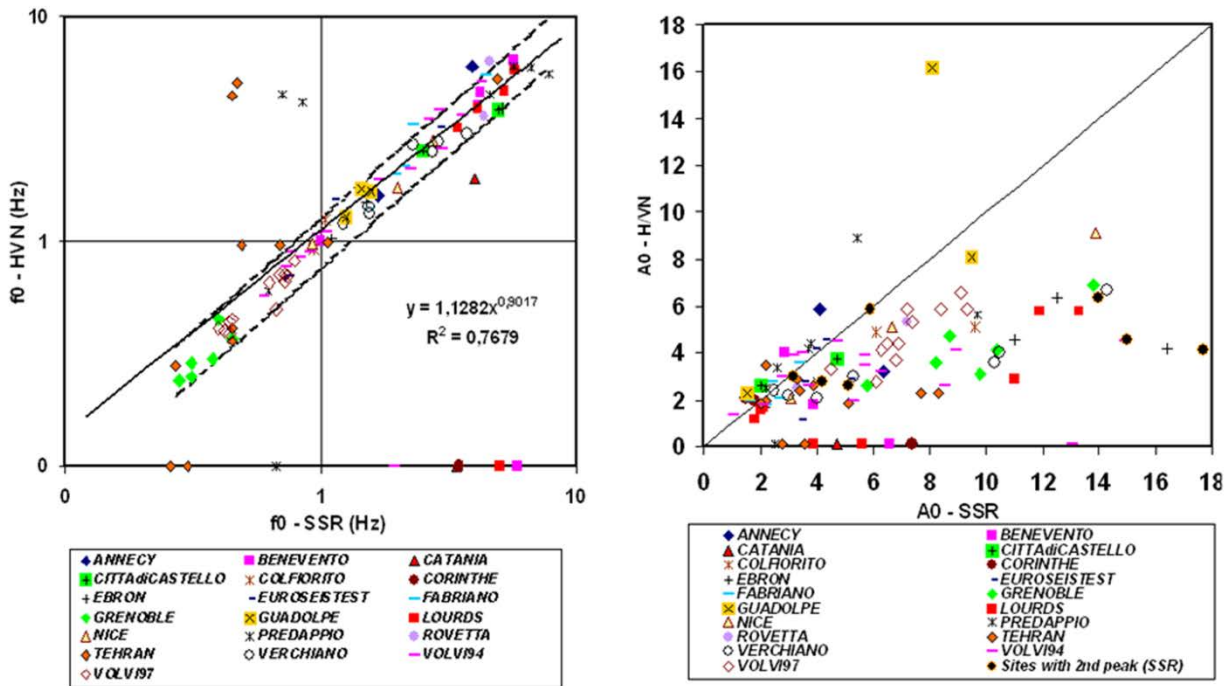 10
1
0
f0 - HVN (Hz)
0
1
10
f0 - SSR (Hz)
y = 1,1282x^0,9017
R² = 0,7679
ANNECY
BENEVENTO
CATANIA
CITTAdiCASTELLO
COLFIORITO
CORINTHE
EBRON
EUROSEISTEST
FABRIANO
GRENOBLE
GUADOLPE
LOURDS
NICE
PREDAPPIO
ROVETTA
TEHRAN
VERCHIANO
VOLVI94
VOLVI97
18
16
14
12
10
8
6
4
2
0
A0 - H/VN
0
2
4
6
8
10
12
14
16
18
A0 - SSR
ANNECY
BENEVENTO
CATANIA
CITTAdiCASTELLO
COLFIORITO
CORINTHE
EBRON
EUROSEISTEST
FABRIANO
GRENOBLE
GUADOLPE
LOURDS
NICE
PREDAPPIO
ROVETTA
TEHRAN
VERCHIANO
VOLVI94
VOLVI97
Sites with 2nd peak (SSR)